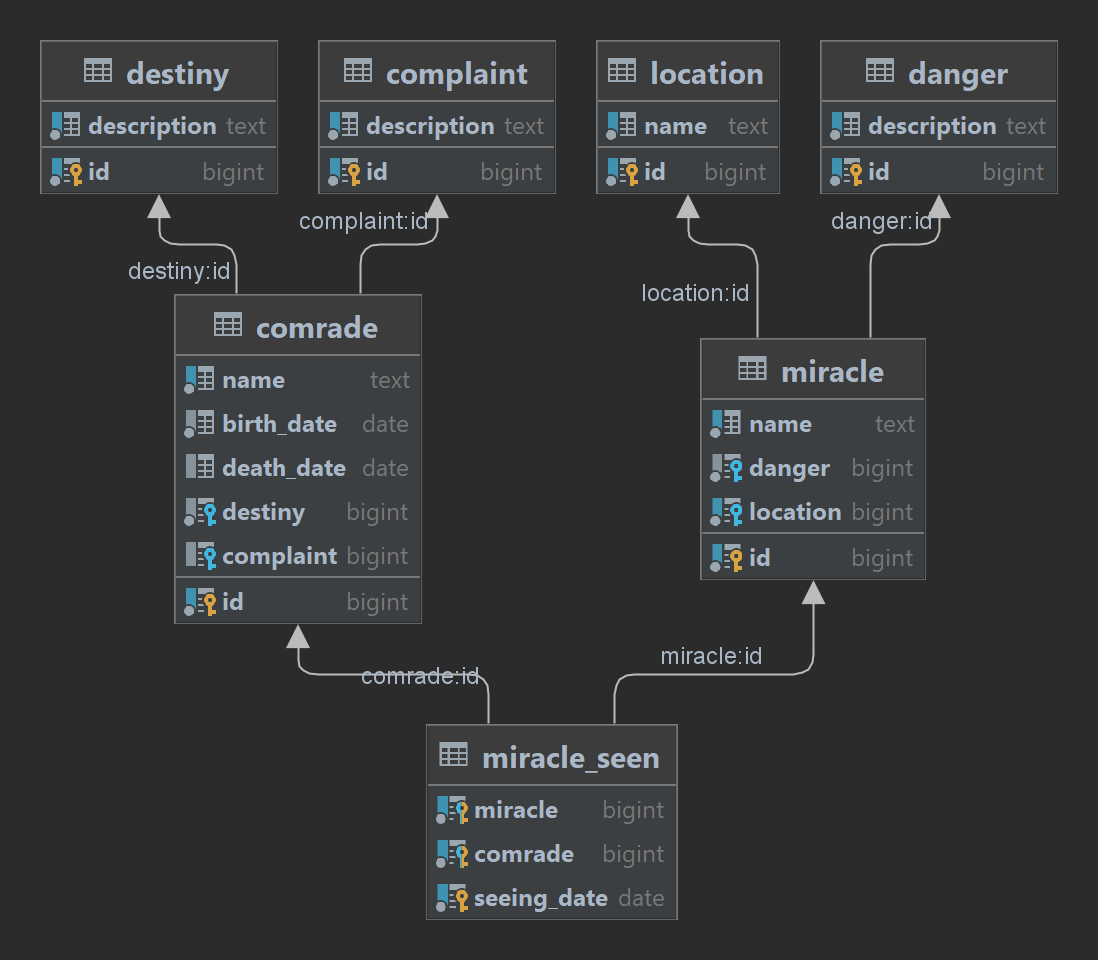 destiny
description text
id bigint
complaint
description text
id bigint
location
name text
id bigint
danger
description text
id bigint
destiny:id
complaint:id
location:id
danger:id
comrade
name text
birth_date date
death_date date
destiny bigint
complaint bigint
id bigint
miracle
name text
danger bigint
location bigint
id bigint
comrade:id
miracle:id
miracle_seen
miracle bigint
comrade bigint
seeing_date date